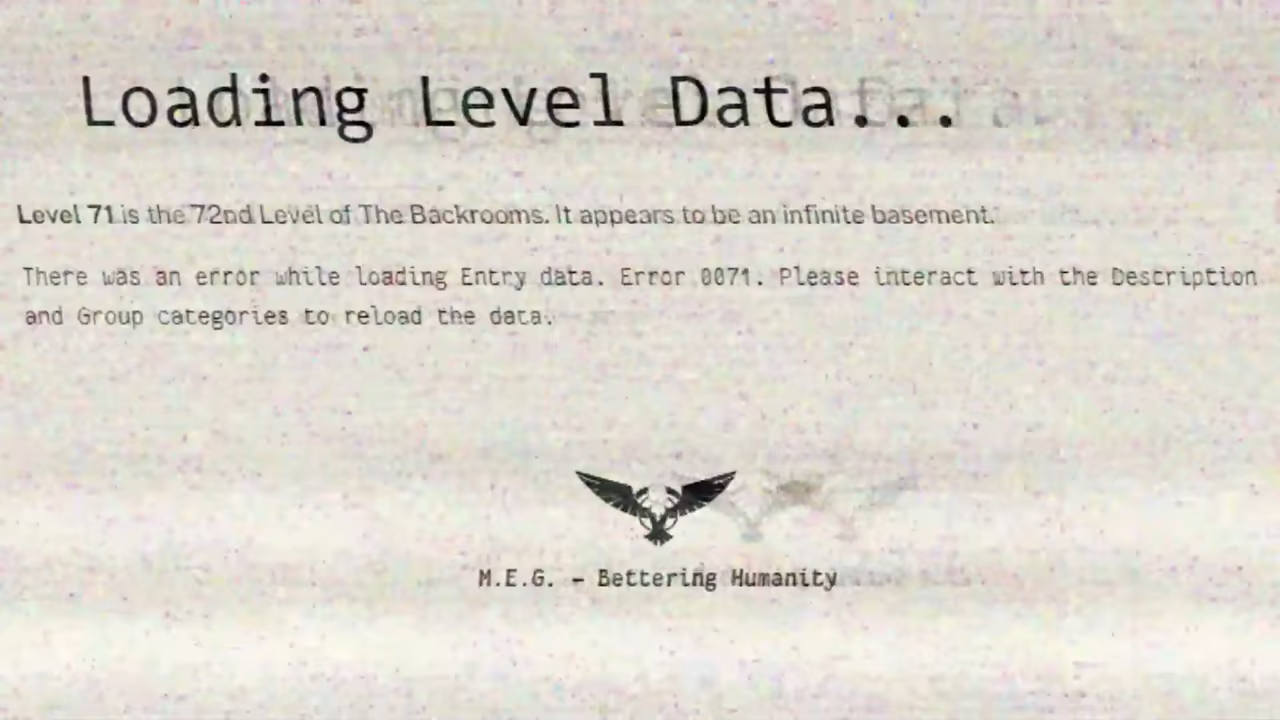 Loading Level Data...
Level 71 is the 72nd Level of The Backrooms. It appears to be an infinite basement.
There was an error while loading Entry data. Error 0071. Please interact with the Description
and Group categories to reload the data.
M.E.G. - Bettering Humanity